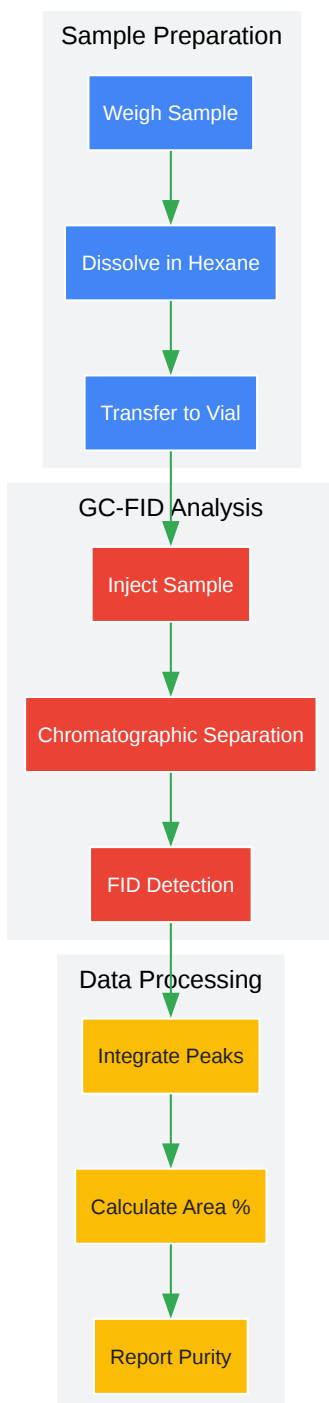 Sample Preparation
Weigh Sample
Dissolve in Hexane
Transfer to Vial
GC-FID Analysis
Inject Sample
Chromatographic Separation
FID Detection
Data Processing
Integrate Peaks
Calculate Area %
Report Purity